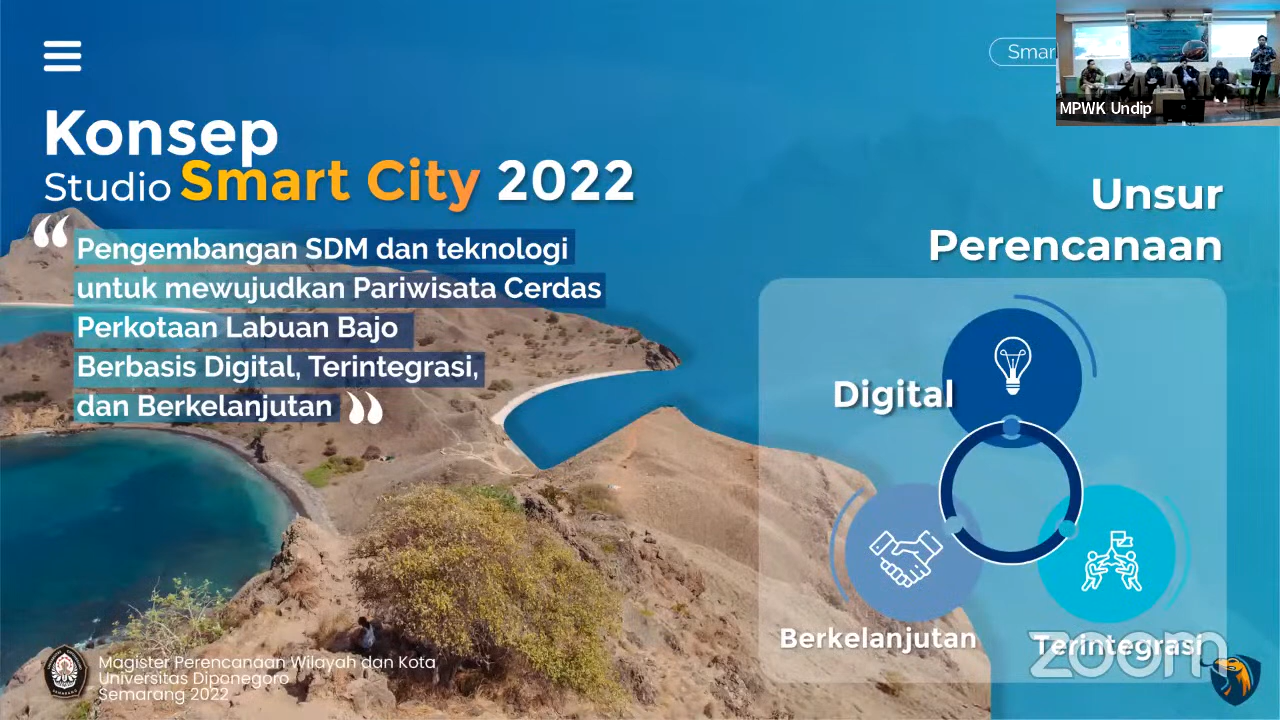 Smar
MPWK Undip
Konsep
Studio Smart City 2022
“Pengembangan SDM dan teknologi
untuk mewujudkan Pariwisata Cerdas
Perkotaan Labuan Bajo
Berbasis Digital, Terintegrasi,
dan Berkelanjutan”
Unsur
Perencanaan
Digital
Berkelanjutan
Terintegrasi
zoom
Magister Perencanaan Wilayah dan Kota
Universitas Diponegoro
Semarang 2022